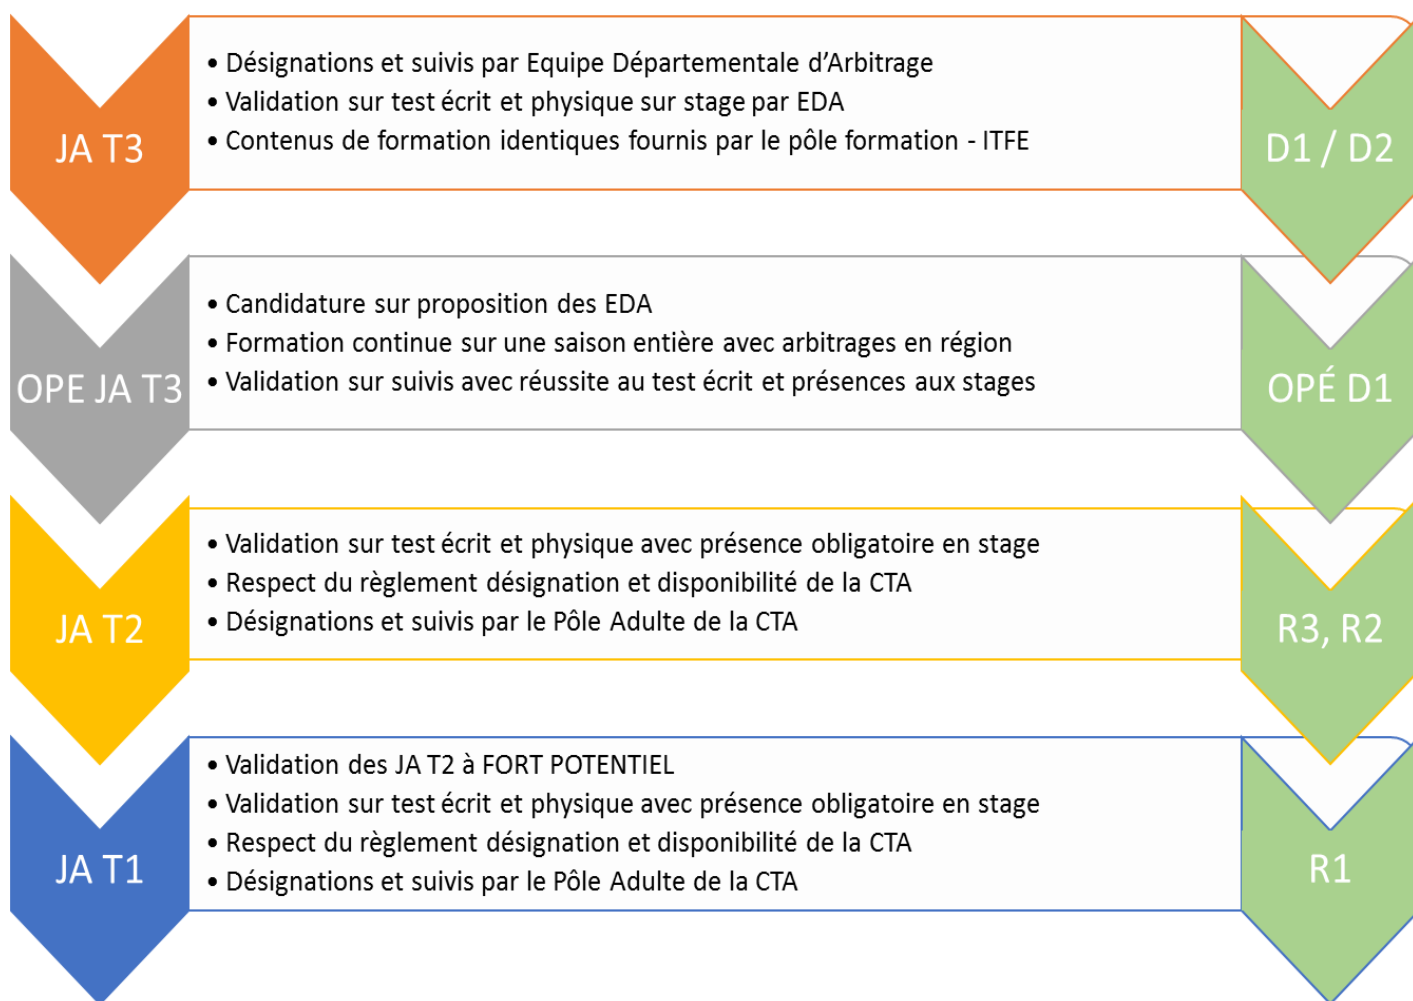 • Désignations et suivis par Equipe Départementale d’Arbitrage
• Validation sur test écrit et physique sur stage par EDA
• Contenus de formation identiques fournis par le pôle formation - ITFE
JA T3
D1 / D2
• Candidature sur proposition des EDA
• Formation continue sur une saison entière avec arbitrages en région
• Validation sur suivis avec réussite au test écrit et présences aux stages
OPE JA T3
OPÉ D1
• Validation sur test écrit et physique avec présence obligatoire en stage
• Respect du règlement désignation et disponibilité de la CTA
• Désignations et suivis par le Pôle Adulte de la CTA
JA T2
R3, R2
• Validation des JA T2 à FORT POTENTIEL
• Validation sur test écrit et physique avec présence obligatoire en stage
• Respect du règlement désignation et disponibilité de la CTA
• Désignations et suivis par le Pôle Adulte de la CTA
JA T1
R1